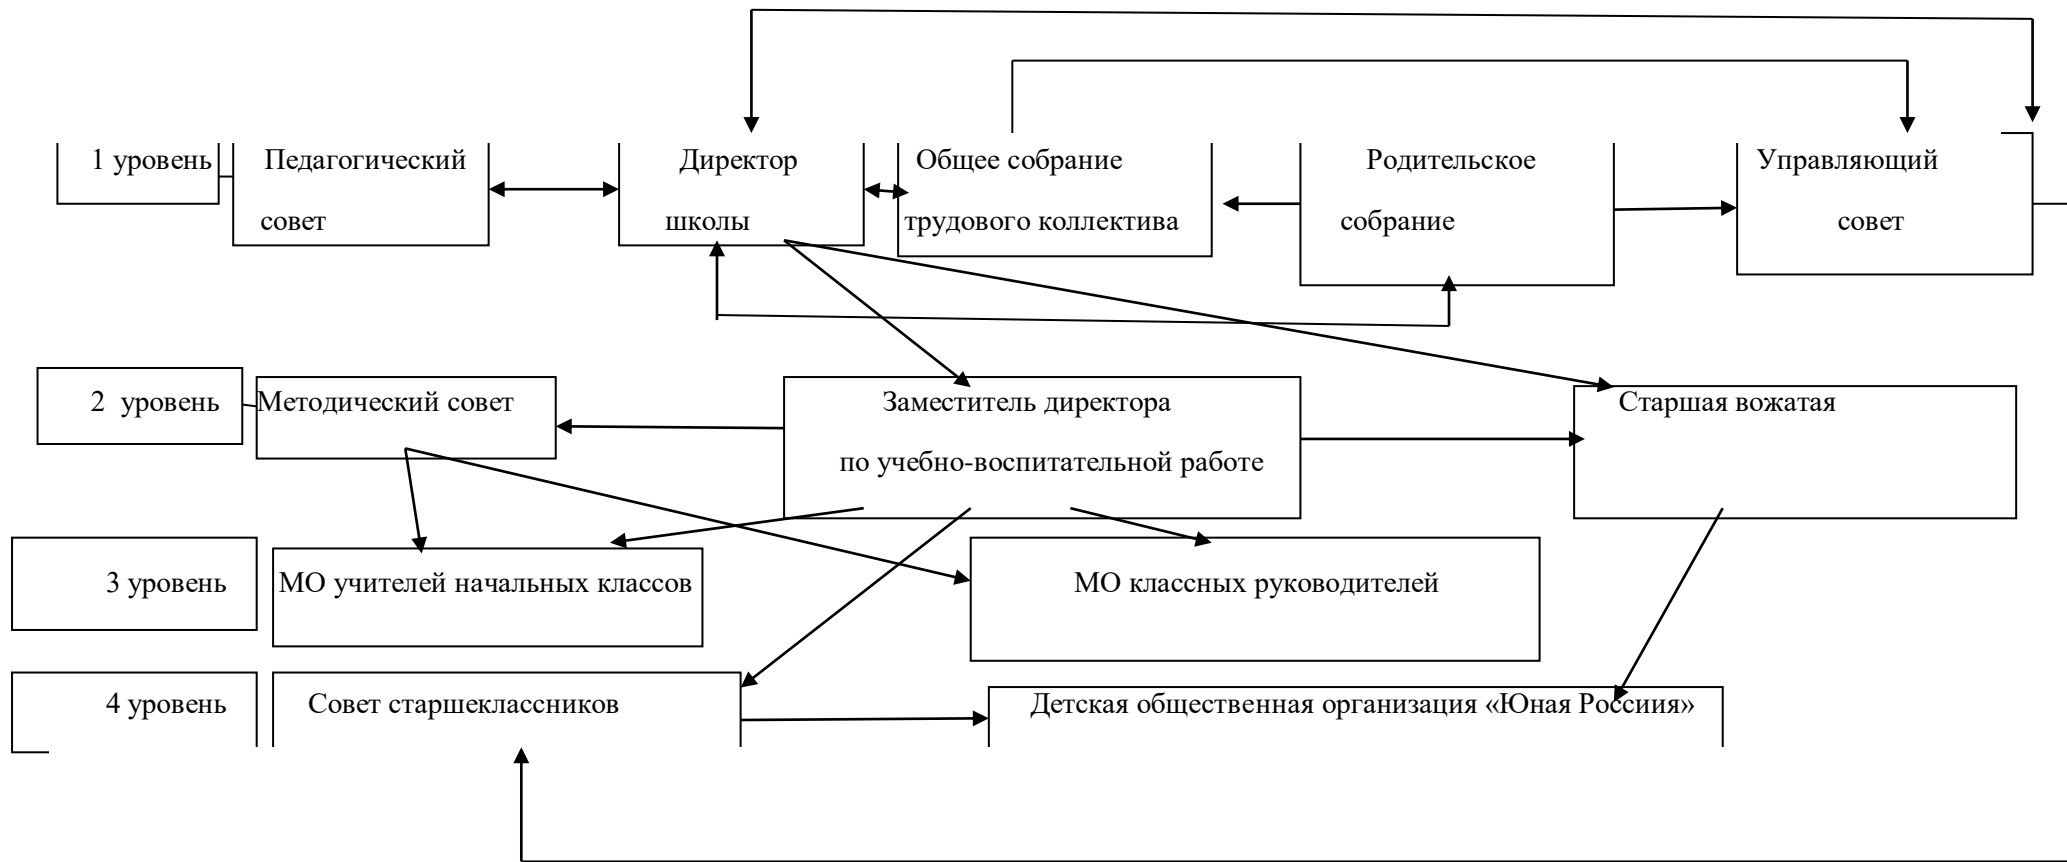 1 уровень Педагогический Директор Общее собрание Родительское Управляющий
совет школы трудового коллектива собрание совет
2 уровень Методический совет Заместитель директора Старшая вожатая
по учебно-воспитательной работе
3 уровень МО учителей начальных классов МО классных руководителей
4 уровень Совет старшеклассников Детская общественная организация «Юная Россиия»